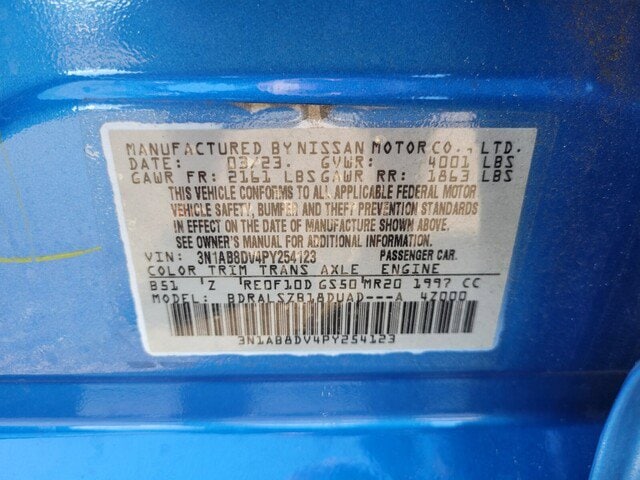 MANUFACTURED BY NISSAN MOTOR CO., LTD.
DATE: 03/23. GVWR: 4001 LBS
GAWR FR: 2161 LBS GAWR RR: 1863 LBS
THIS VEHICLE CONFORMS TO ALL APPLICABLE FEDERAL MOTOR
VEHICLE SAFETY, BUMPER AND THEFT PREVENTION STANDARDS
IN EFFECT ON THE DATE OF MANUFACTURE SHOWN ABOVE.
SEE OWNER'S MANUAL FOR ADDITIONAL INFORMATION
VIN: 3N1AB8DV4PY254123 PASSENGER CAR.
COLOR TRIM TRANS AXLE ENGINE
B51 'Z RE0F10D GS50 MR20 1997 CC
MODEL: BDRALSZB18DUAD---A 4Z000
3N1AB8DV4PY254123